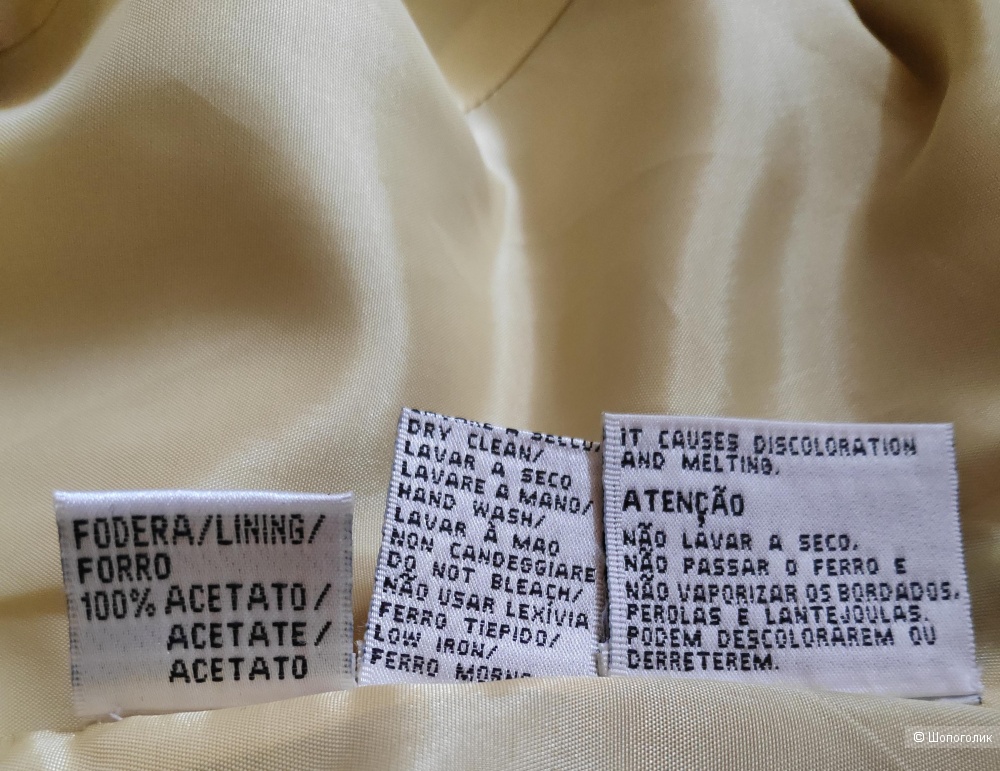 FODERA/LINING/
FORRO
100% ACETATO/
ACETATE/
ACETATO
DRY CLEAN/
LAVAR A SECO
LAVARE A MANO/
HAND WASH/
LAVAR À MAO
NON CANDEGGIARE
DO NOT BLEACH/
NÃO USAR LEXÍVIA
FERRO TIEPIDO/
LOW IRON/
FERRO
IT CAUSES DISCOLORATION
AND MELTING.
ATENÇÃO
NÃO LAVAR A SECO.
NÃO PASSAR O FERRO E
NÃO VAPORIZAR OS BORDADOS,
PEROLAS E LANTEJOULAS.
PODEM DESCOLORAREM OU
DERRETEREM.
© Шопоголик